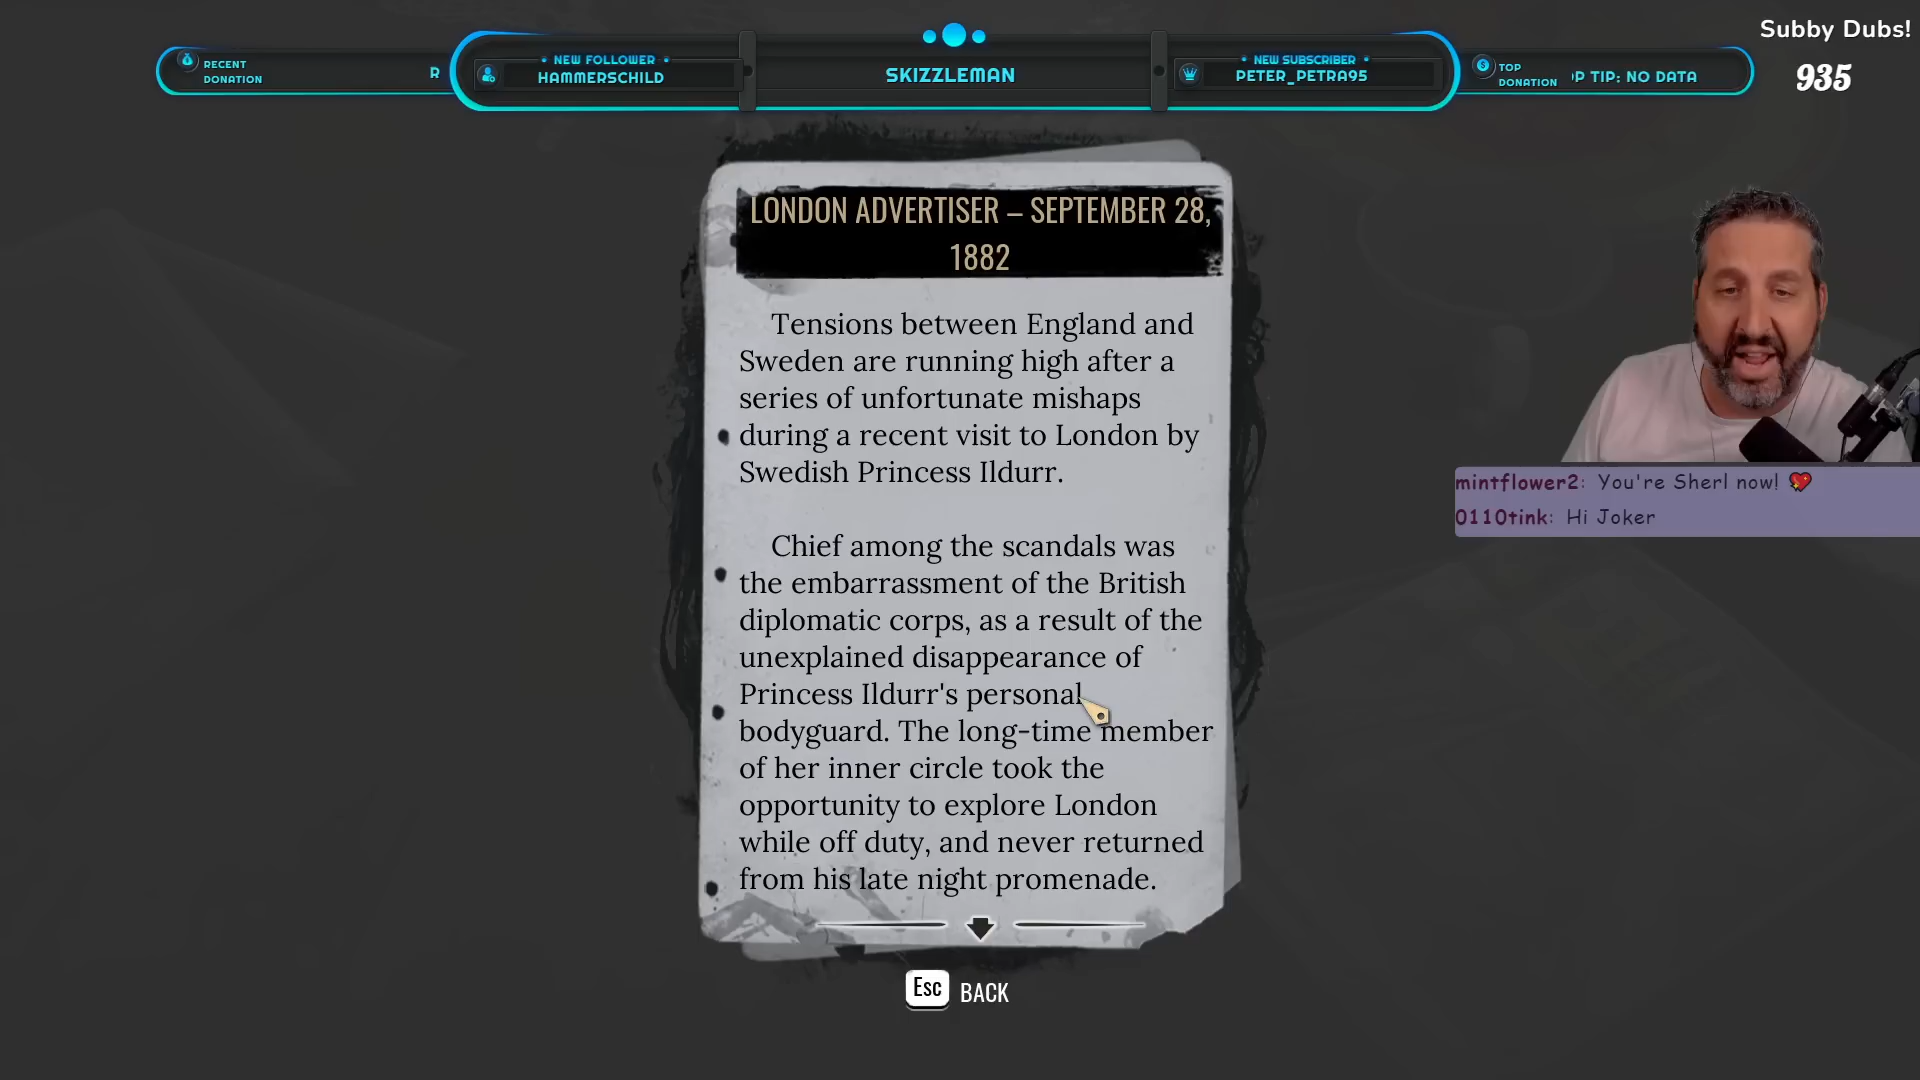 Subby Dubs!
935
RECENT
DONATION
R
NEW FOLLOWER
HAMMERSCHILD
SKIZZLEMAN
NEW SUBSCRIBER
PETER_PETRA95
TOP
DONATION
P TIP: NO DATA
LONDON ADVERTISER – SEPTEMBER 28,
1882
Tensions between England and
Sweden are running high after a
series of unfortunate mishaps
during a recent visit to London by
Swedish Princess Ildurr.
Chief among the scandals was
the embarrassment of the British
diplomatic corps, as a result of the
unexplained disappearance of
Princess Ildurr's personal
bodyguard. The long-time member
of her inner circle took the
opportunity to explore London
while off duty, and never returned
from his late night promenade.
Esc BACK
mintflower2: You're Sherl now! 💖
0110tink: Hi Joker